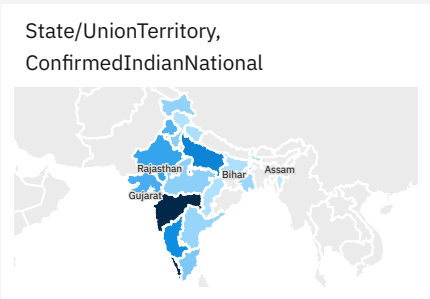 State/UnionTerritory,
ConfirmedIndianNational
Rajasthan
Bihar
Assam
Gujarat